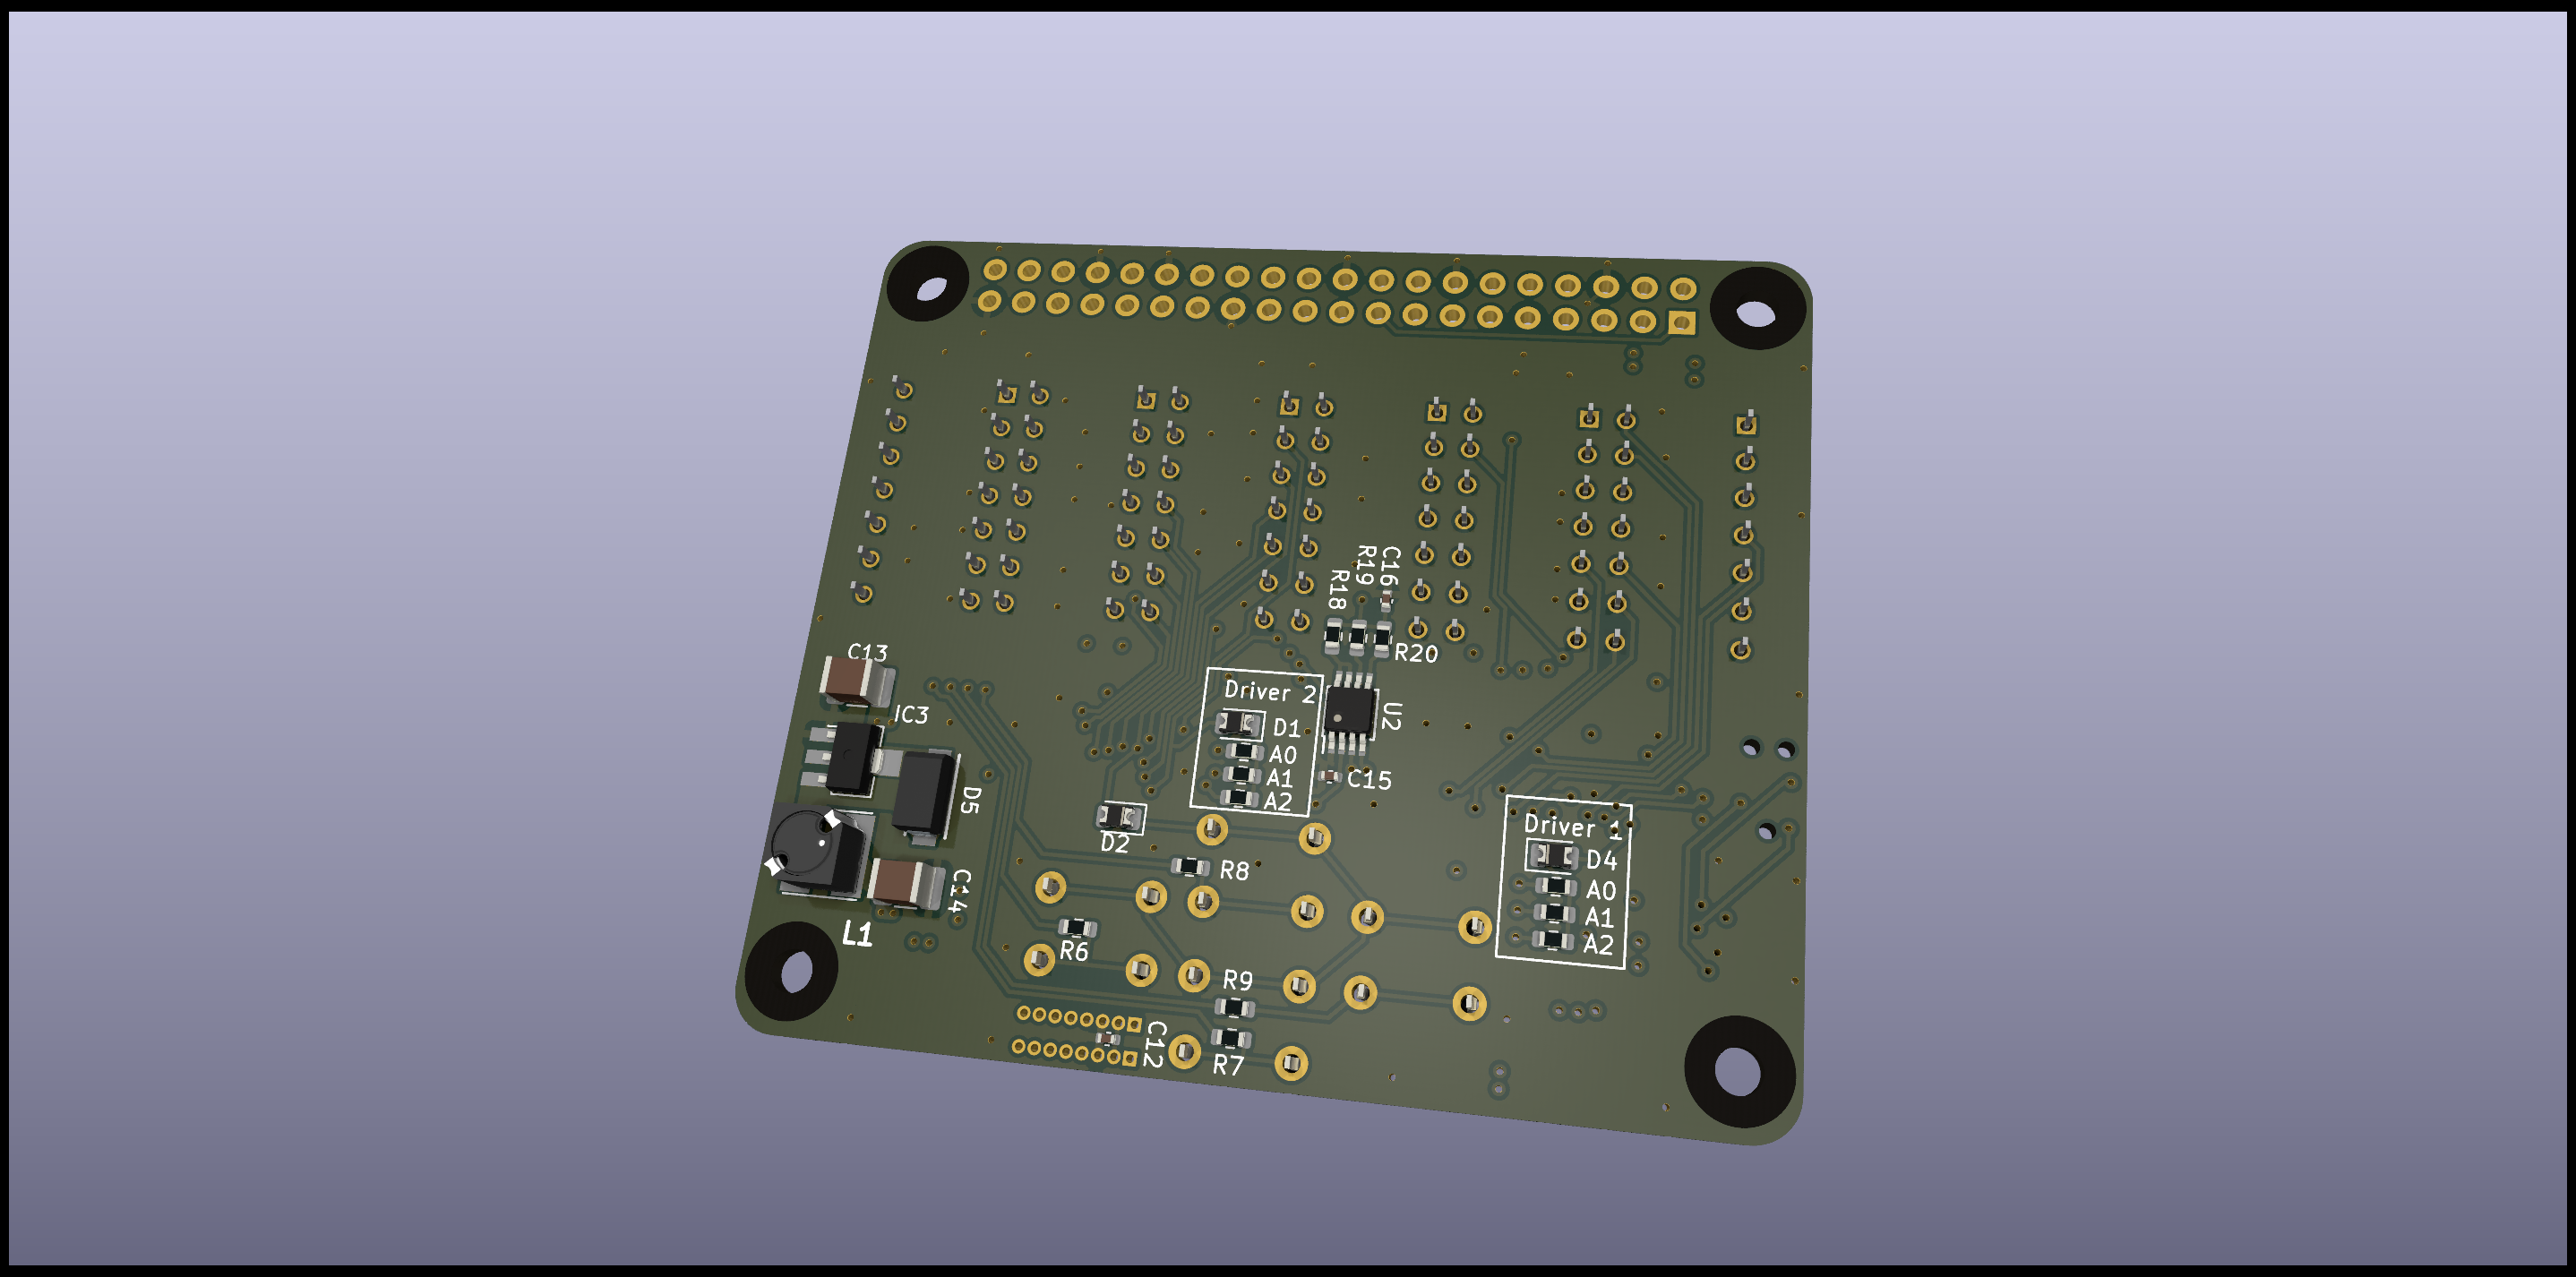 C16
R19
R18
R20
C13
IC3
Driver 2
D1
A0
A1
A2
U2
C15
D5
D2
R8
C14
L1
R6
R9
C12
R7
Driver 1
D4
A0
A1
A2